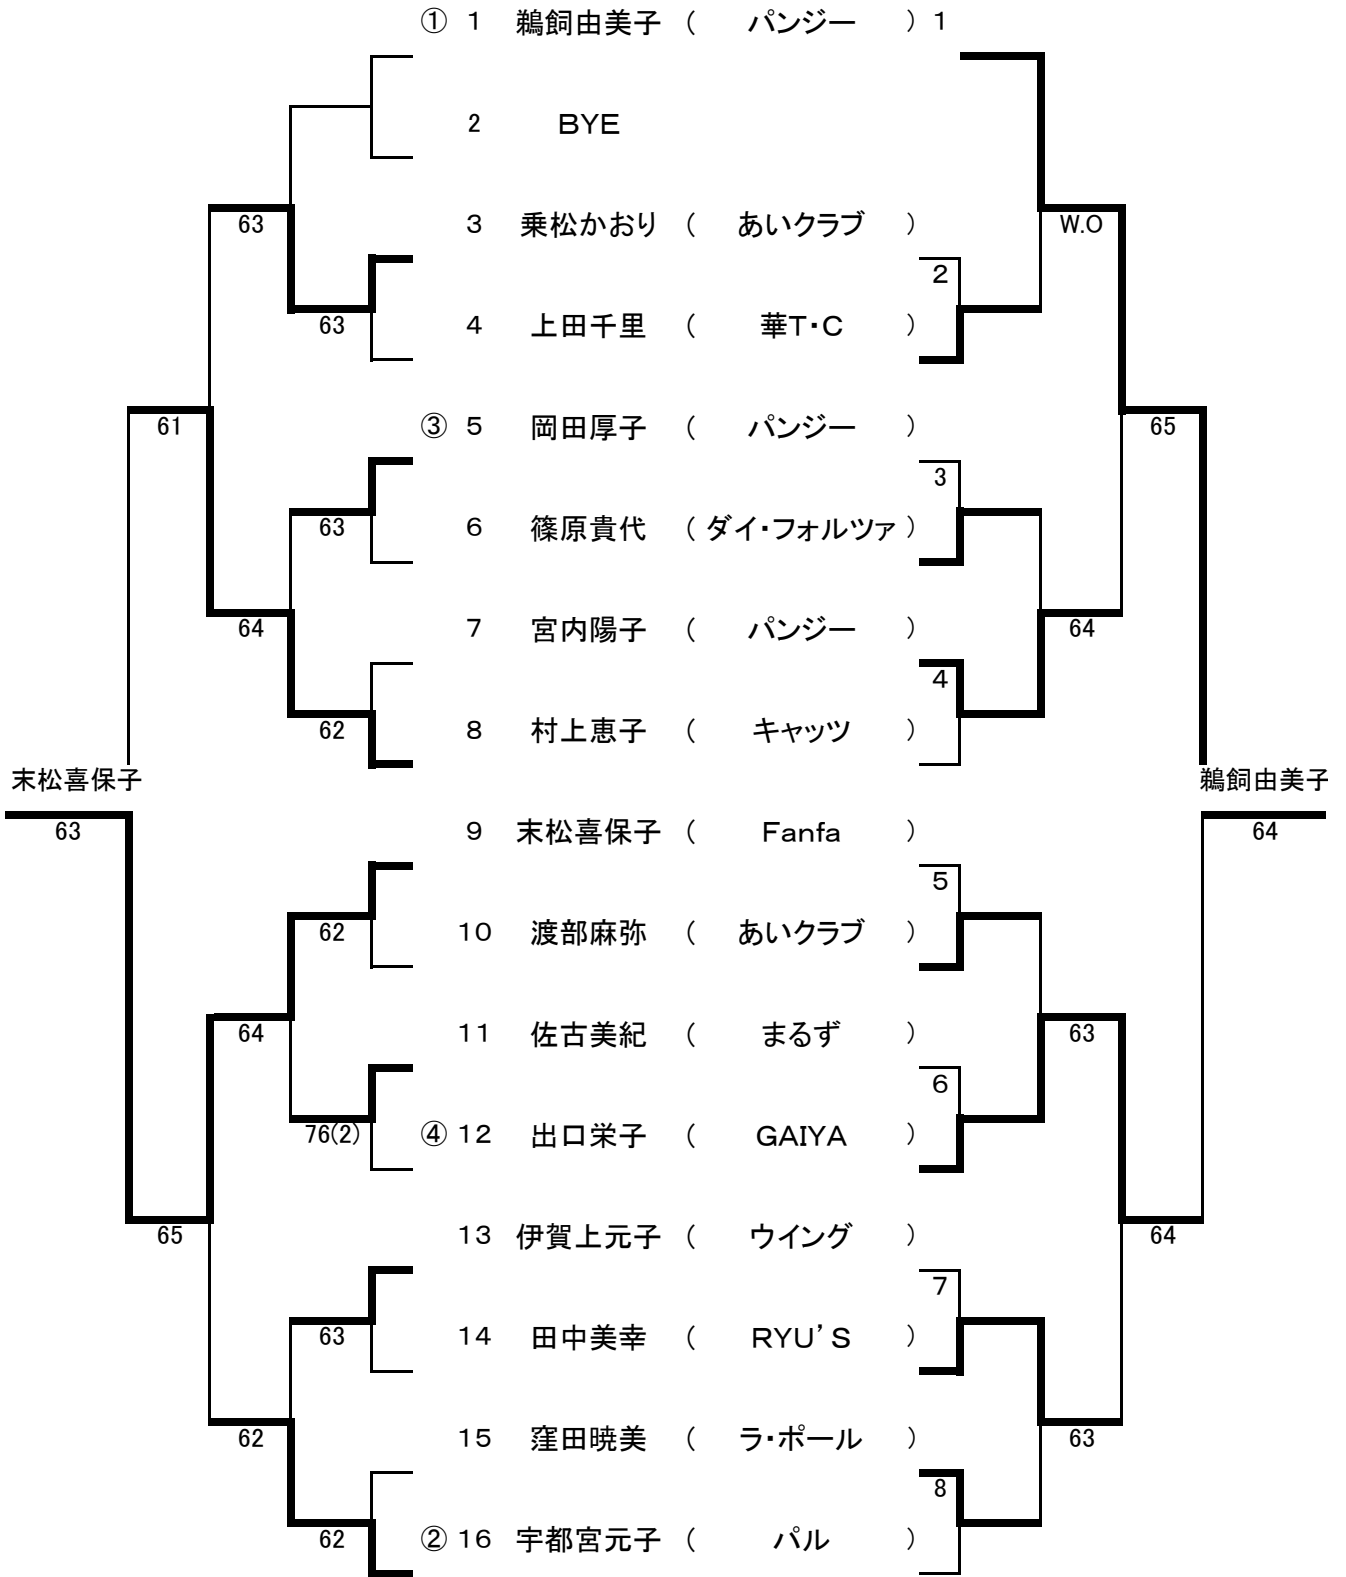 ① 1 鵜飼由美子 ( パンジー ) 1
2 BYE
63 3 乗松かおり ( あいクラブ ) W.O
2
63 4 上田千里 ( 華T・C )
61 ③ 5 岡田厚子 ( パンジー ) 65
3
63 6 篠原貴代 ( ダイ・フォルツァ )
64 7 宮内陽子 ( パンジー ) 64
4
62 8 村上恵子 ( キャッツ )
末松喜保子 鵜飼由美子
63 9 末松喜保子 ( Fanfa ) 64
5
62 10 渡部麻弥 ( あいクラブ )
64 11 佐古美紀 ( まるず ) 63
6
76(2) ④ 12 出口栄子 ( GAIYA )
65 13 伊賀上元子 ( ウイング ) 64
7
63 14 田中美幸 ( RYU'S )
62 15 窪田暁美 ( ラ・ポール ) 63
8
62 ② 16 宇都宮元子 ( パル )